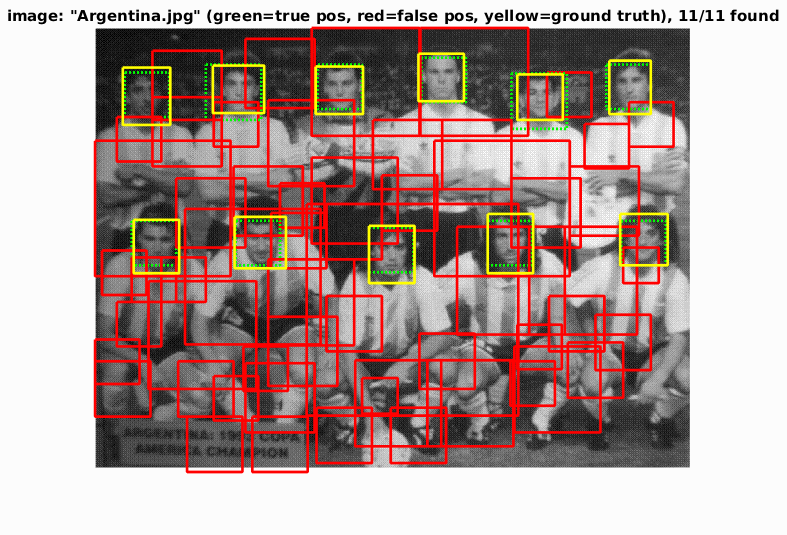 image: "Argentina.jpg" (green=true pos, red=false pos, yellow=ground truth), 11/11 found
ARGENTINA: 1992 COPA
AMERICA CHAMPION